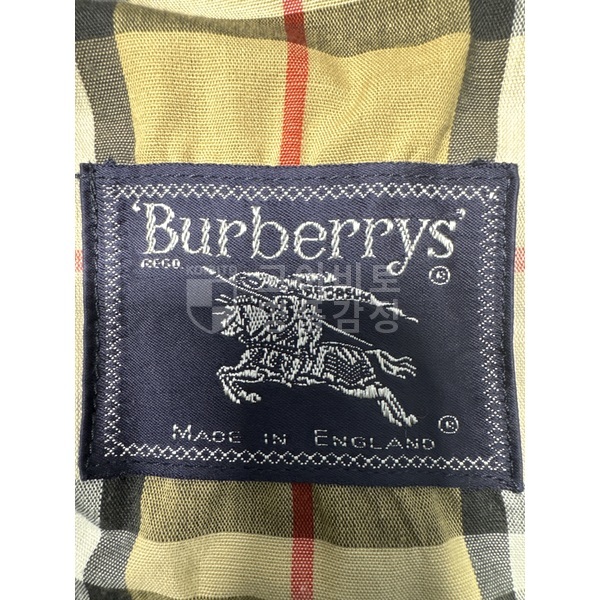 'Burberrys'
REGD. ®
MADE IN ENGLAND ®